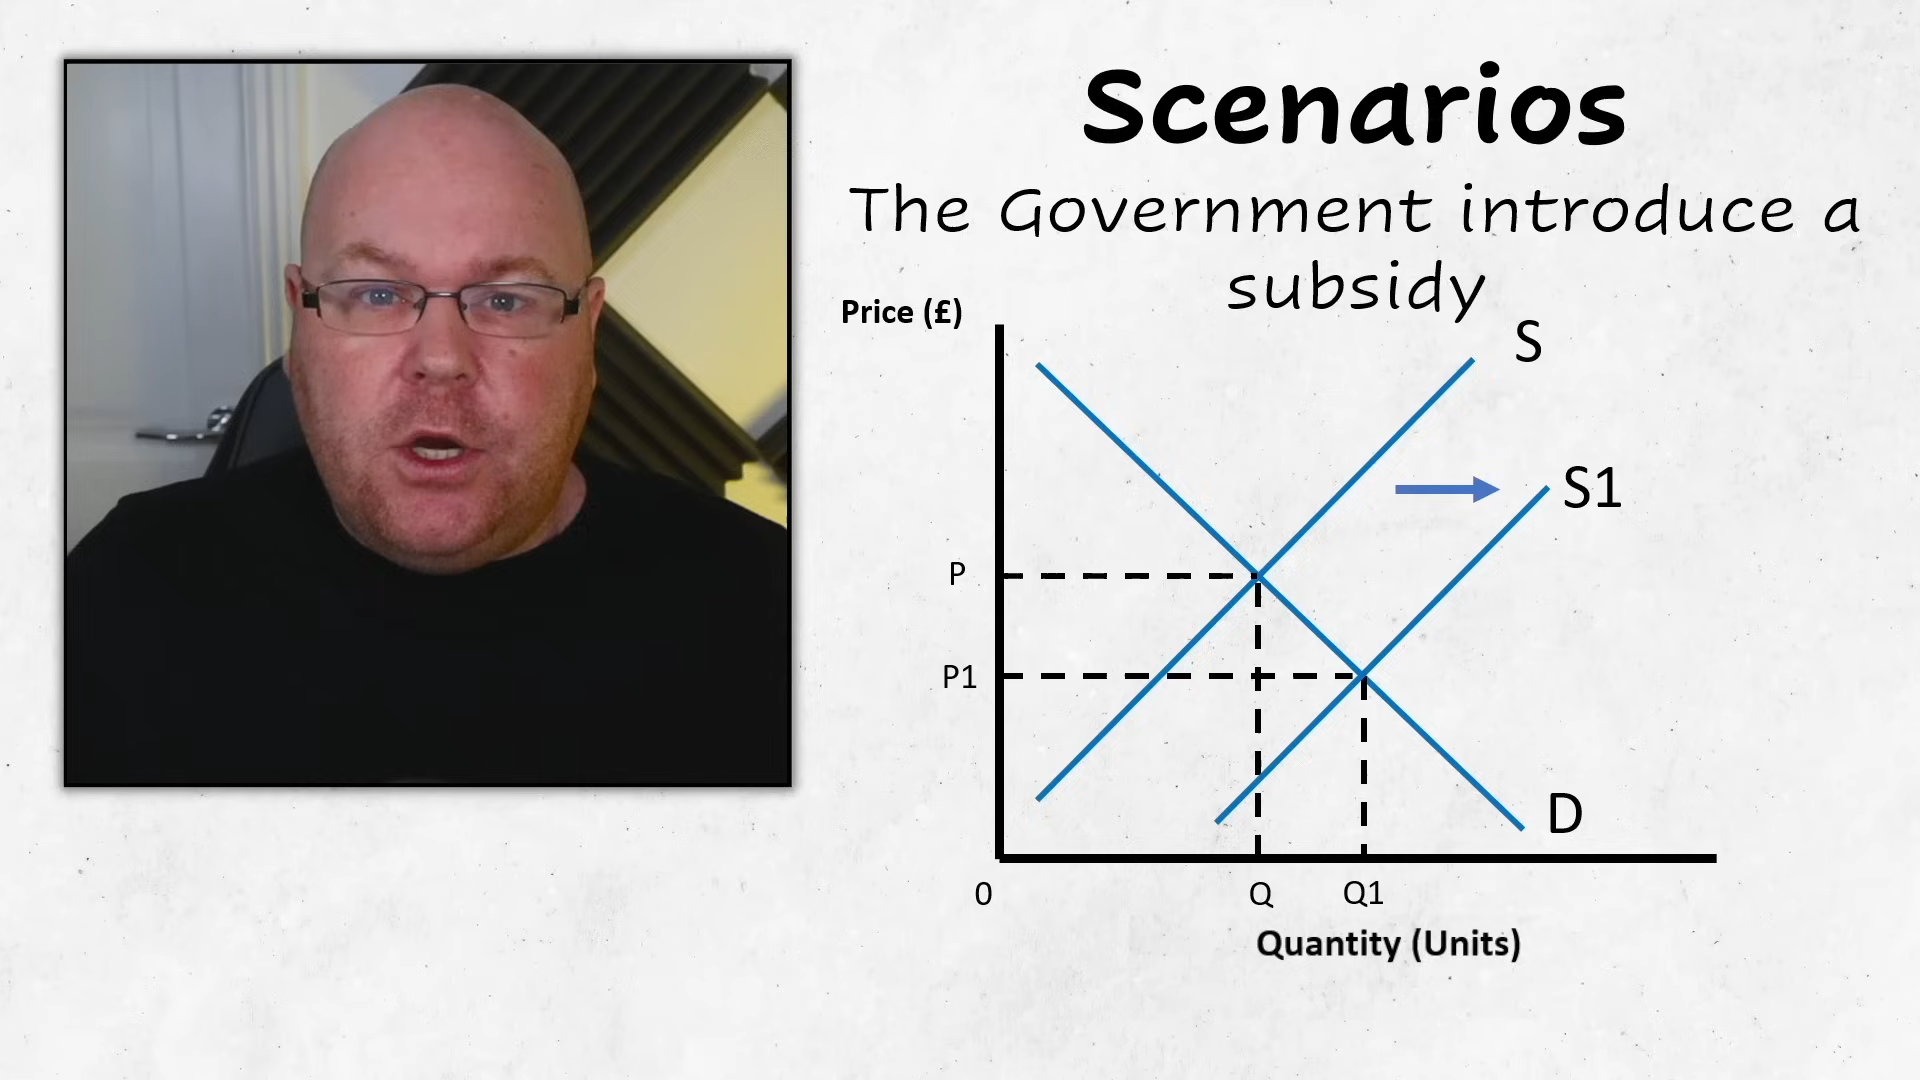 Scenarios
The Government introduce a
subsidy
Price (£)
S
S1
P
P1
D
0
Q
Q1
Quantity (Units)